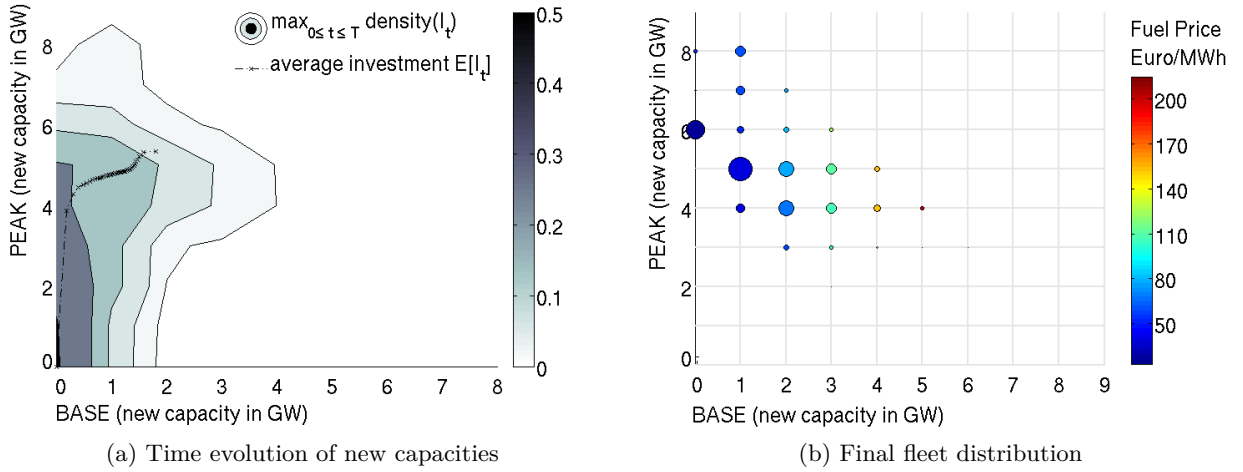 max_{0≤ t ≤ T} density(I_t)
average investment E[I_t]
PEAK (new capacity in GW)
8
6
4
2
0
0 1 2 3 4 5 6 7 8
BASE (new capacity in GW)
0.5
0.4
0.3
0.2
0.1
0
(a) Time evolution of new capacities
PEAK (new capacity in GW)
8
6
4
2
0
0 1 2 3 4 5 6 7 8 9
BASE (new capacity in GW)
Fuel Price
Euro/MWh
200
170
140
110
80
50
(b) Final fleet distribution